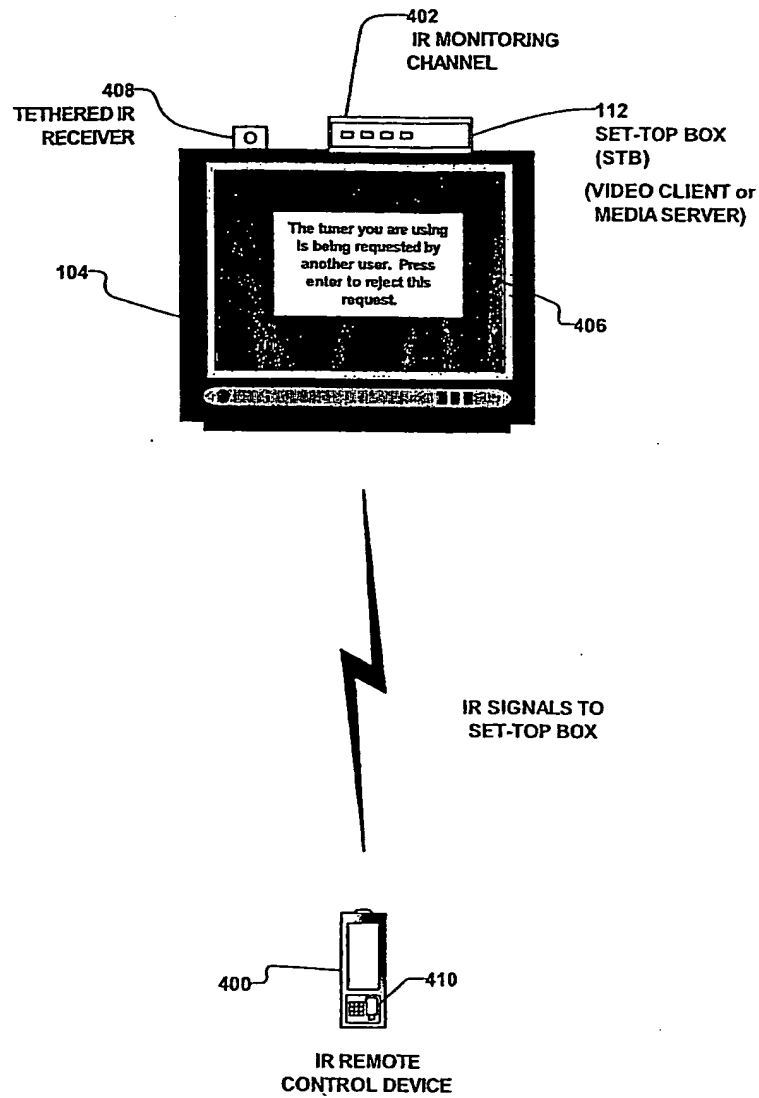 402
IR MONITORING
CHANNEL
408
TETHERED IR
RECEIVER
112
SET-TOP BOX
(STB)
(VIDEO CLIENT or
MEDIA SERVER)
The tuner you are using
is being requested by
another user. Press
enter to reject this
request.
104
406
IR SIGNALS TO
SET-TOP BOX
400
410
IR REMOTE
CONTROL DEVICE